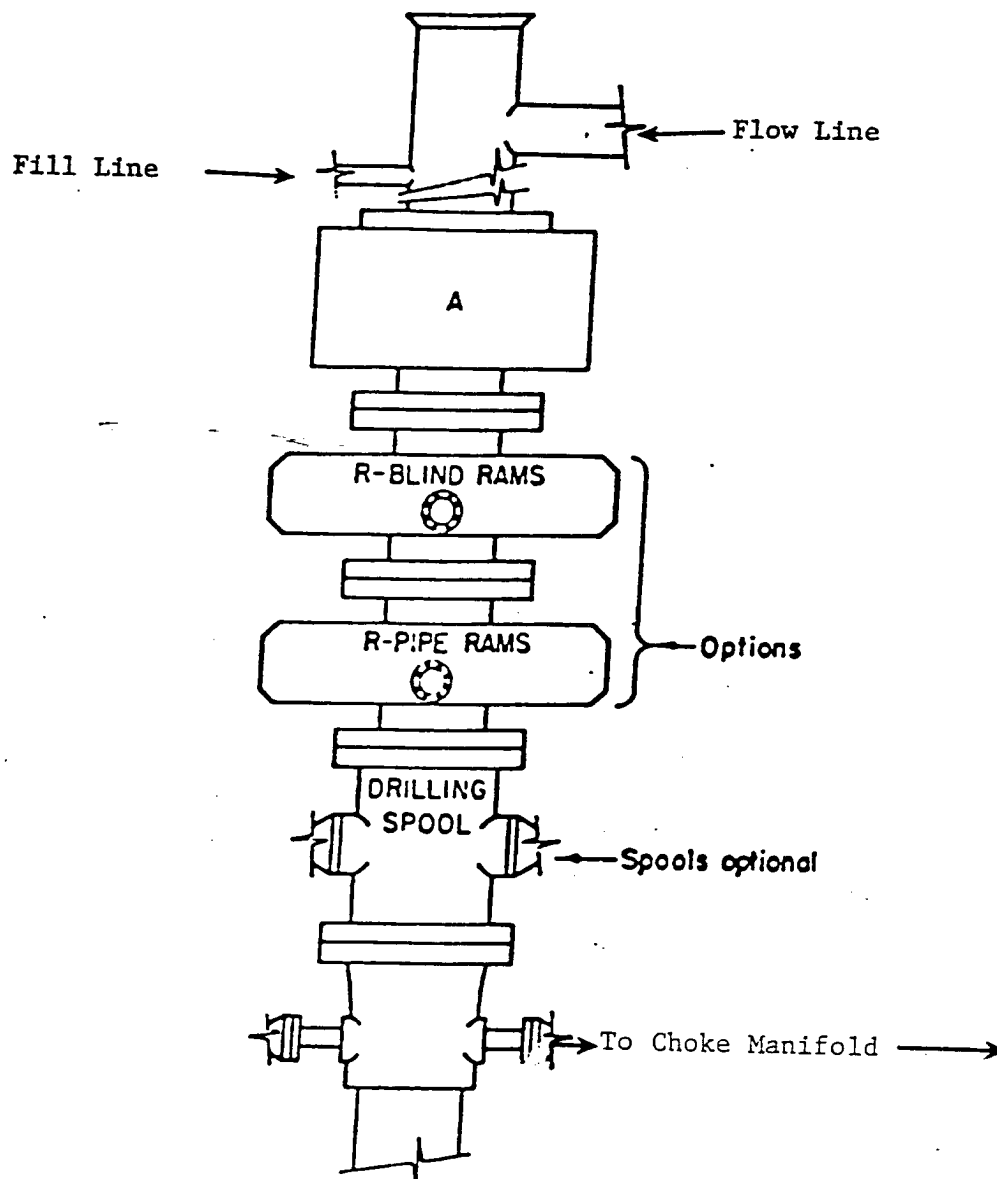 Flow Line
Fill Line
A
R-BLIND RAMS
R-PIPE RAMS
Options
DRILLING
SPOOL
Spools optional
To Choke Manifold